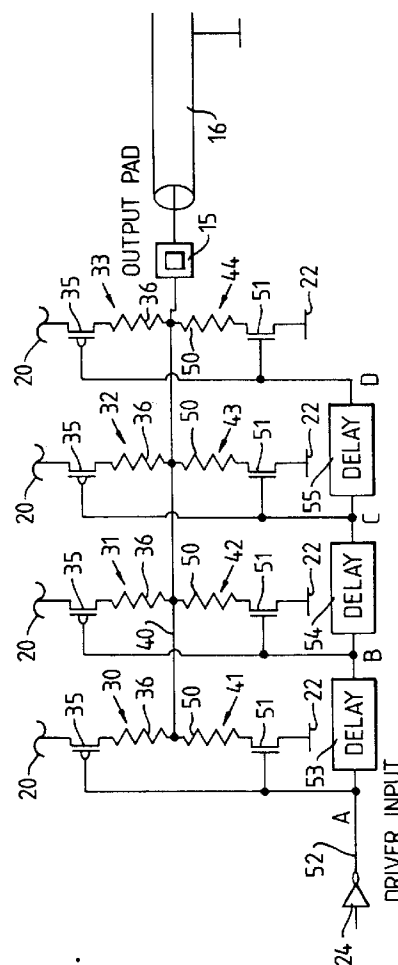 OUTPUT PAD
20 20 20 20
35 35 35 35
30 31 32 33
36 36 36 36
15
16
40
50 50 50 50
41 42 43 44
51 51 51 51
22 22 22 22
A B C D
52
53 DELAY
54 DELAY
55 DELAY
24
DRIVER INPUT